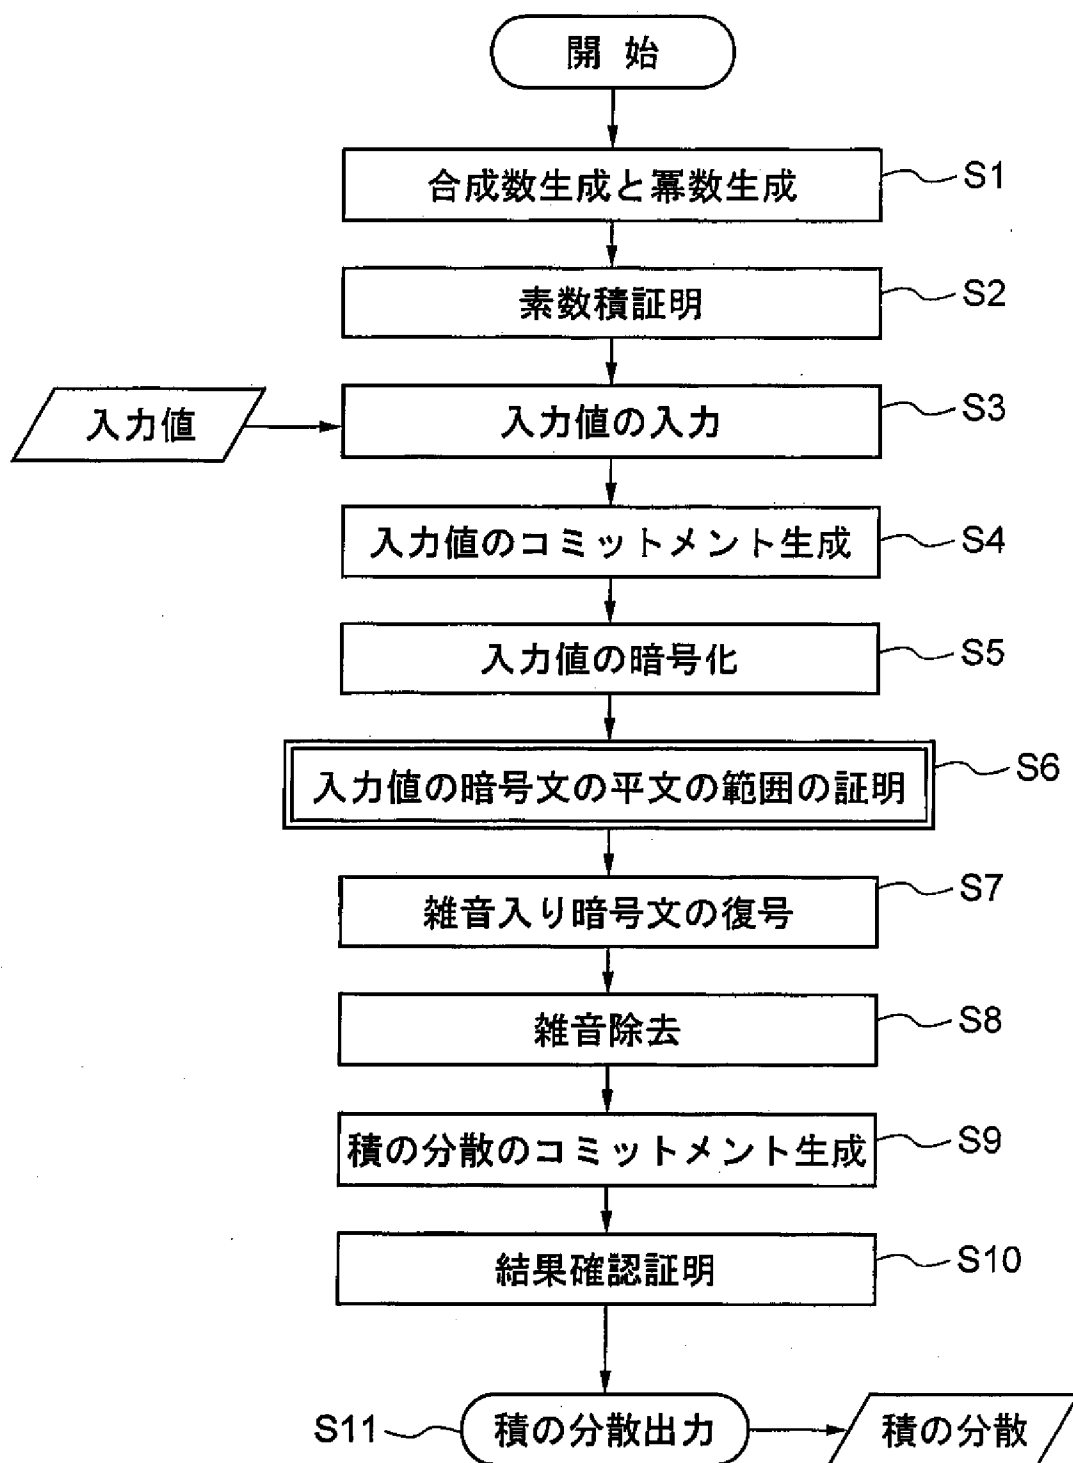 開始
合成数生成と冪数生成 S1
素数積証明 S2
入力値 入力値の入力 S3
入力値のコミットメント生成 S4
入力値の暗号化 S5
入力値の暗号文の平文の範囲の証明 S6
雑音入り暗号文の復号 S7
雑音除去 S8
積の分散のコミットメント生成 S9
結果確認証明 S10
S11 積の分散出力 積の分散